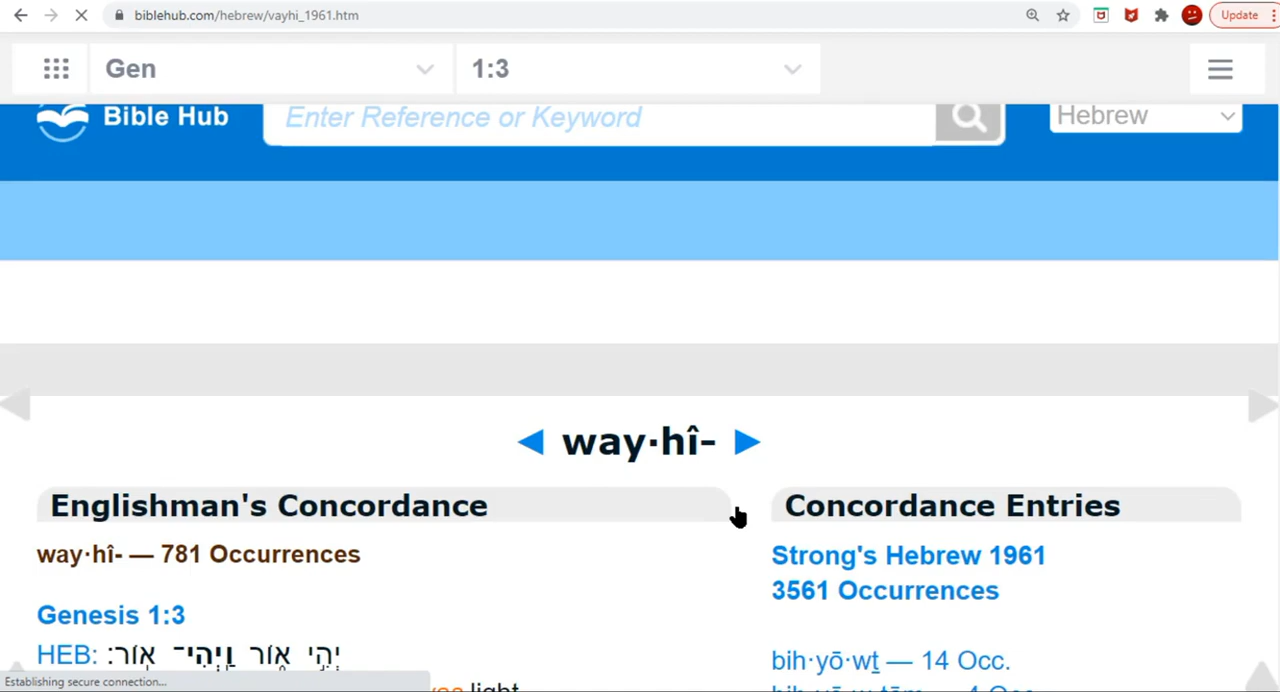 biblehub.com/hebrew/vayhi_1961.htm
Update
Gen
1:3
Bible Hub
Enter Reference or Keyword
Hebrew
way·hî-
Englishman's Concordance
way·hî- — 781 Occurrences
Genesis 1:3
HEB: יְהִ֣י א֑וֹר וַֽיְהִי־ אֽוֹר׃
light
Concordance Entries
Strong's Hebrew 1961
3561 Occurrences
bih·yō·wṯ — 14 Occ.
Establishing secure connection...